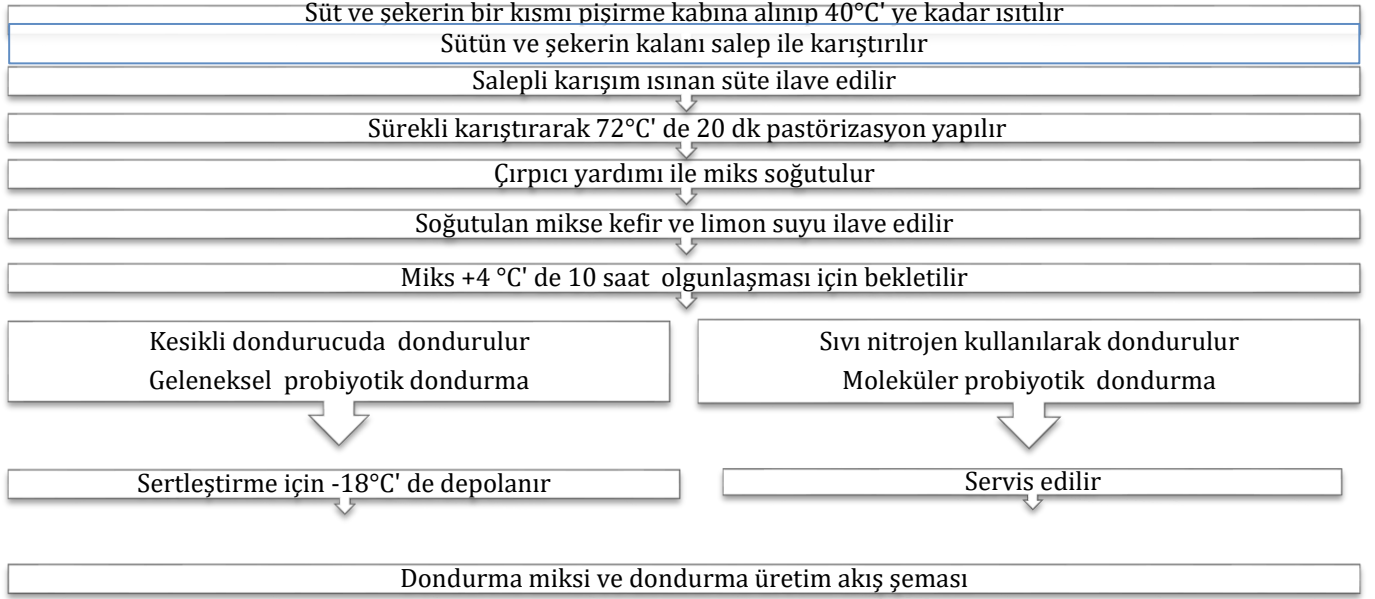 Süt ve şekerin bir kısmı pişirme kabına alınıp 40°C' ye kadar ısıtılır
Sütün ve şekerin kalanı salep ile karıştırılır
Salepli karışım ısınan süte ilave edilir
Sürekli karıştırarak 72°C' de 20 dk pastörizasyon yapılır
Çırpıcı yardımı ile miks soğutulur
Soğutulan mikse kefir ve limon suyu ilave edilir
Miks +4 °C' de 10 saat olgunlaşması için bekletilir
Kesikli dondurucuda dondurulur
Geleneksel probiyotik dondurma
Sıvı nitrojen kullanılarak dondurulur
Moleküler probiyotik dondurma
Sertleştirme için -18°C' de depolanır
Servis edilir
Dondurma miksi ve dondurma üretim akış şeması